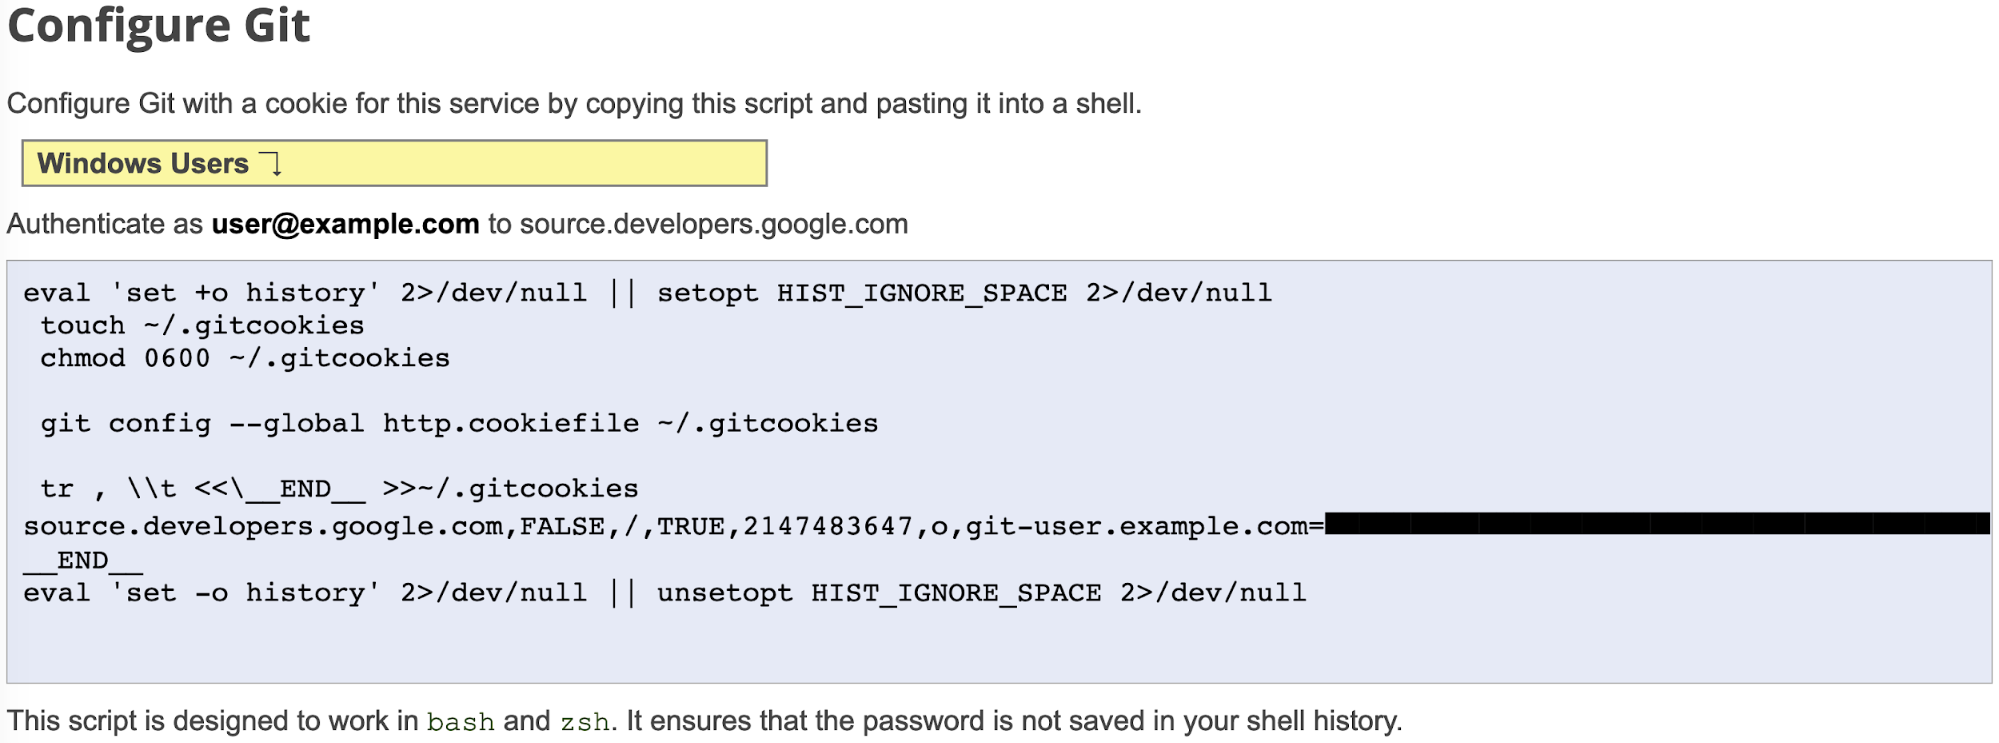 Configure Git
Configure Git with a cookie for this service by copying this script and pasting it into a shell.
Windows Users
Authenticate as user@example.com to source.developers.google.com
eval 'set +o history' 2>/dev/null || setopt HIST_IGNORE_SPACE 2>/dev/null
touch ~/.gitcookies
chmod 0600 ~/.gitcookies
git config --global http.cookiefile ~/.gitcookies
tr , \\t <<\__END__ >>~/.gitcookies
source.developers.google.com,FALSE,/,TRUE,2147483647,o,git-user.example.com=
__END__
eval 'set -o history' 2>/dev/null || unsetopt HIST_IGNORE_SPACE 2>/dev/null
This script is designed to work in bash and zsh. It ensures that the password is not saved in your shell history.